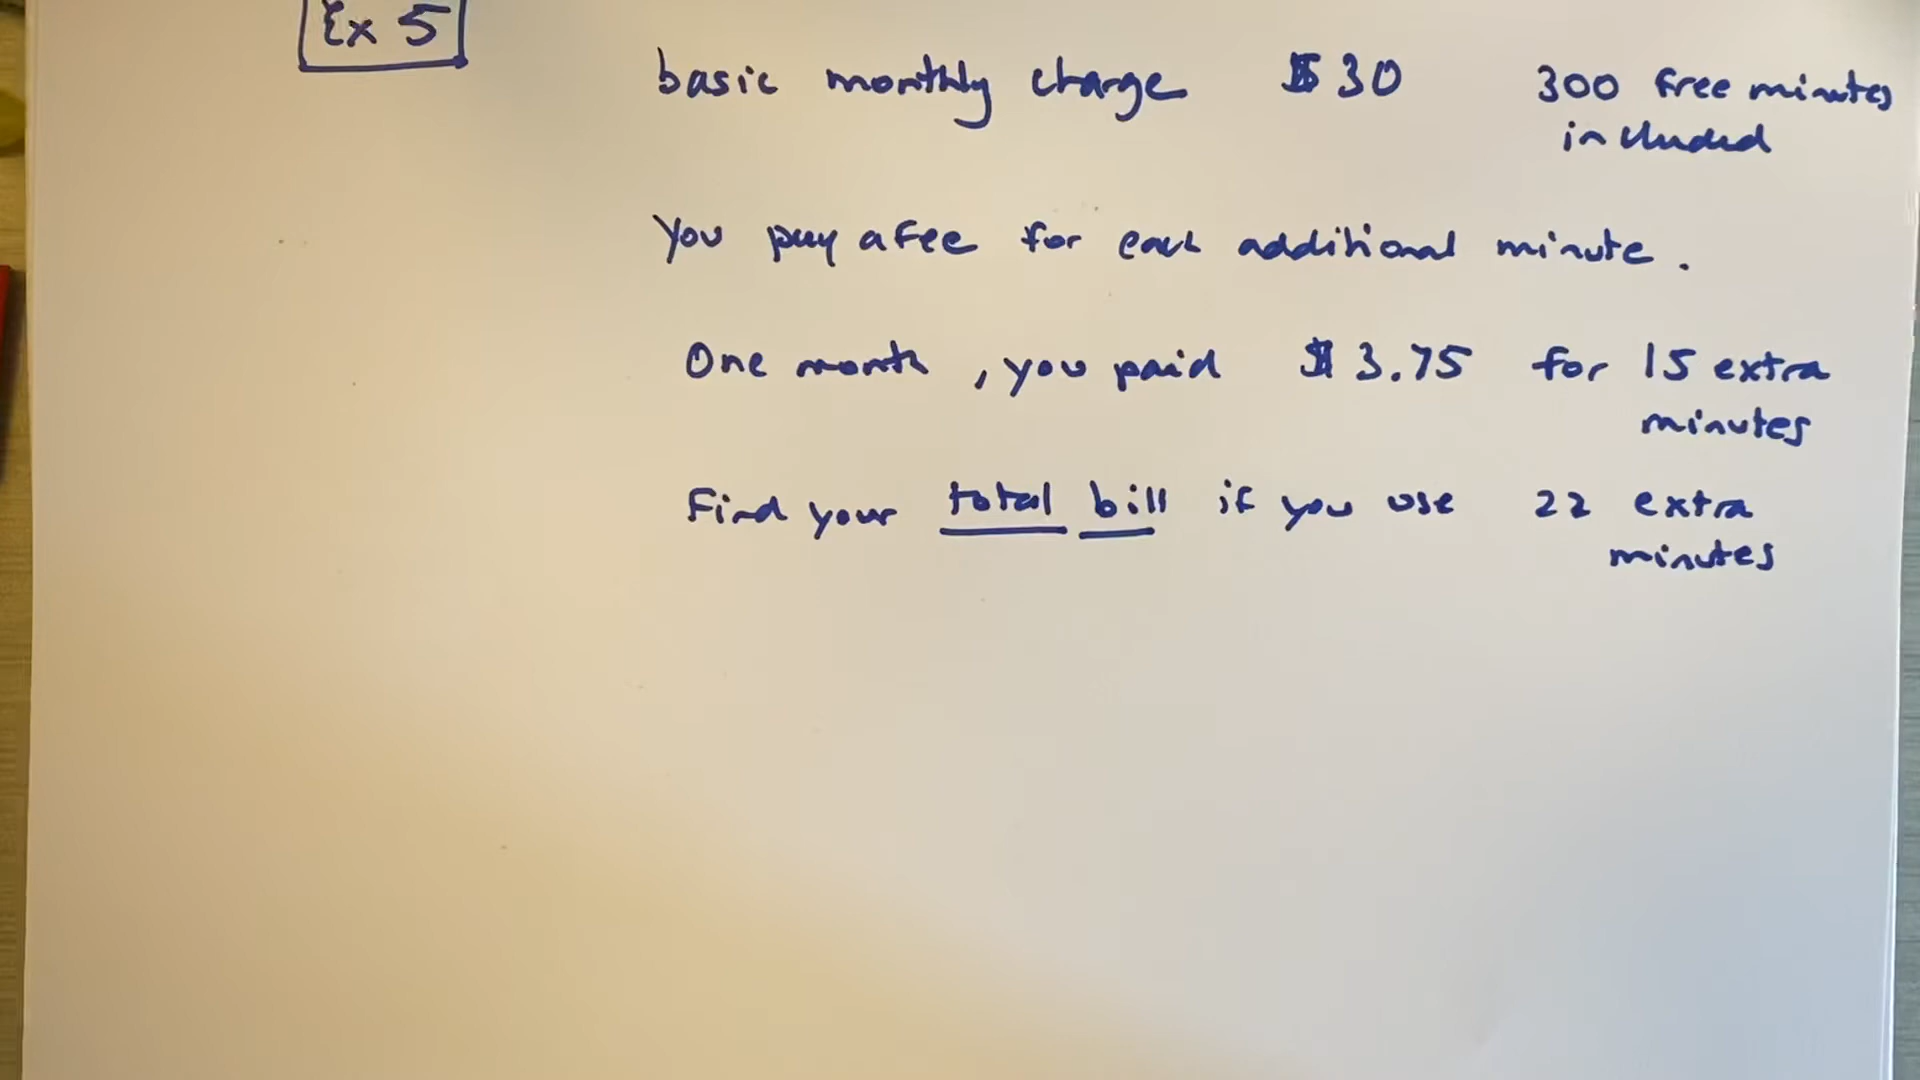 Ex 5
basic monthly charge $30 300 free minutes
included
You pay a fee for each additional minute.
One month, you paid $3.75 for 15 extra
minutes
Find your total bill if you use 22 extra
minutes